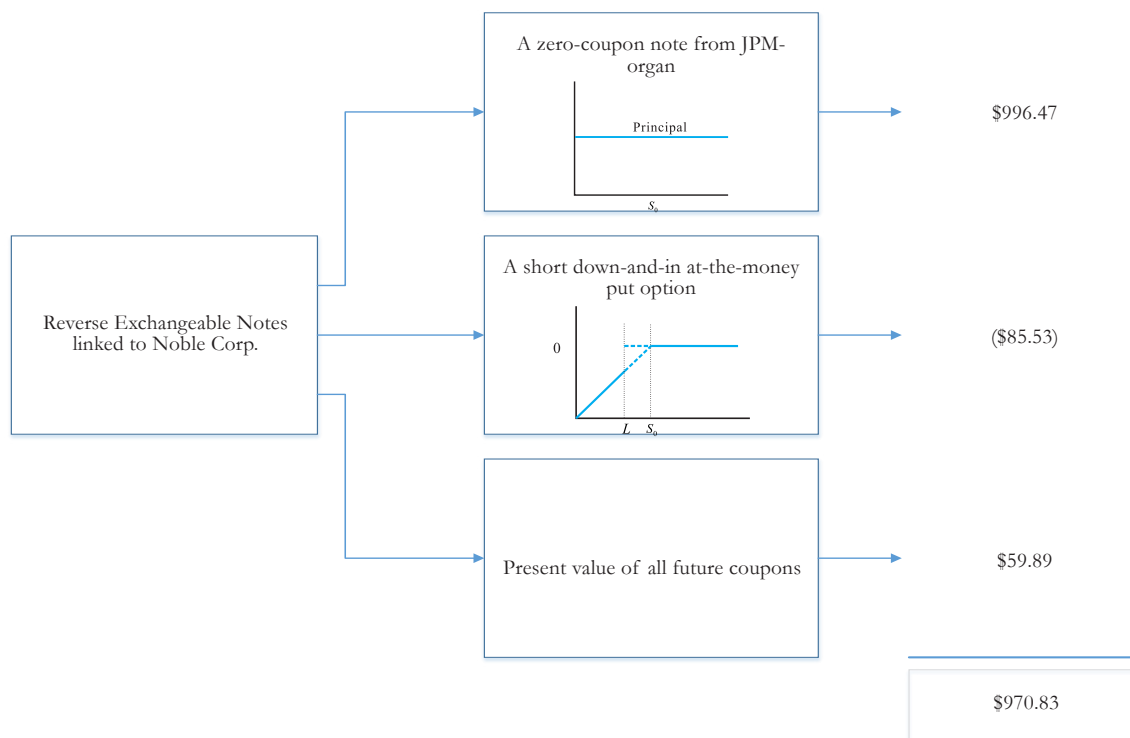 A zero-coupon note from JPM-
organ
Principal
S₀
$996.47
Reverse Exchangeable Notes
linked to Noble Corp.
A short down-and-in at-the-money
put option
0
L S₀
($85.53)
Present value of all future coupons
$59.89
$970.83